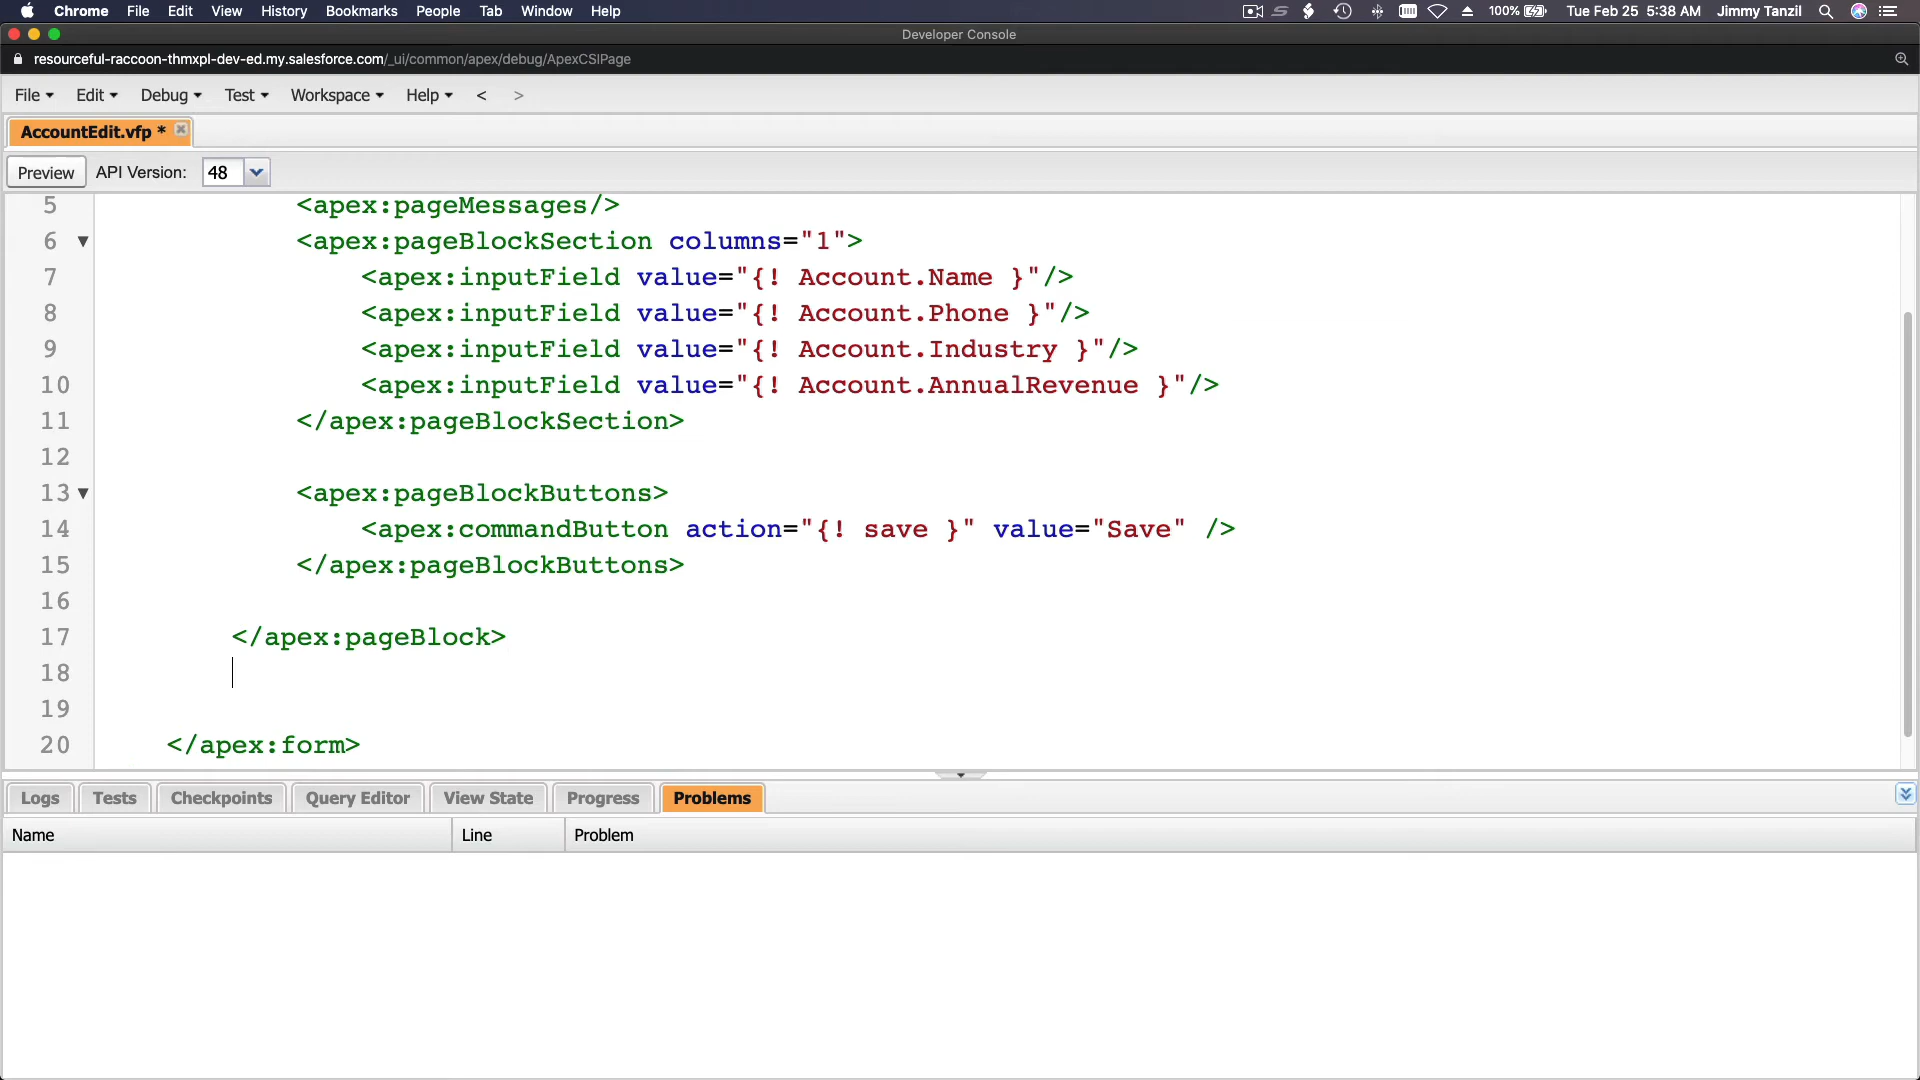 Chrome File Edit View History Bookmarks People Tab Window Help 100% Tue Feb 25 5:38 AM Jimmy Tanzil
Developer Console
resourceful-raccoon-thmxpl-dev-ed.my.salesforce.com/_ui/common/apex/debug/ApexCSIPage
File Edit Debug Test Workspace Help < >
AccountEdit.vfp *
Preview API Version: 48
5 <apex:pageMessages/>
6 <apex:pageBlockSection columns="1">
7 <apex:inputField value="{! Account.Name }"/>
8 <apex:inputField value="{! Account.Phone }"/>
9 <apex:inputField value="{! Account.Industry }"/>
10 <apex:inputField value="{! Account.AnnualRevenue }"/>
11 </apex:pageBlockSection>
12
13 <apex:pageBlockButtons>
14 <apex:commandButton action="{! save }" value="Save" />
15 </apex:pageBlockButtons>
16
17 </apex:pageBlock>
18
19
20 </apex:form>
Logs Tests Checkpoints Query Editor View State Progress Problems
Name Line Problem